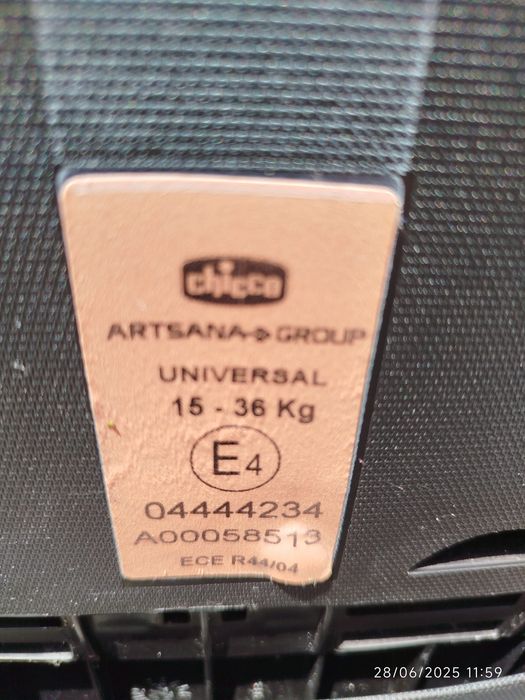 chicco
ARTSANA GROUP
UNIVERSAL
15 - 36 Kg
E4
04444234
A00058513
ECE R44/04
28/06/2025 11:59